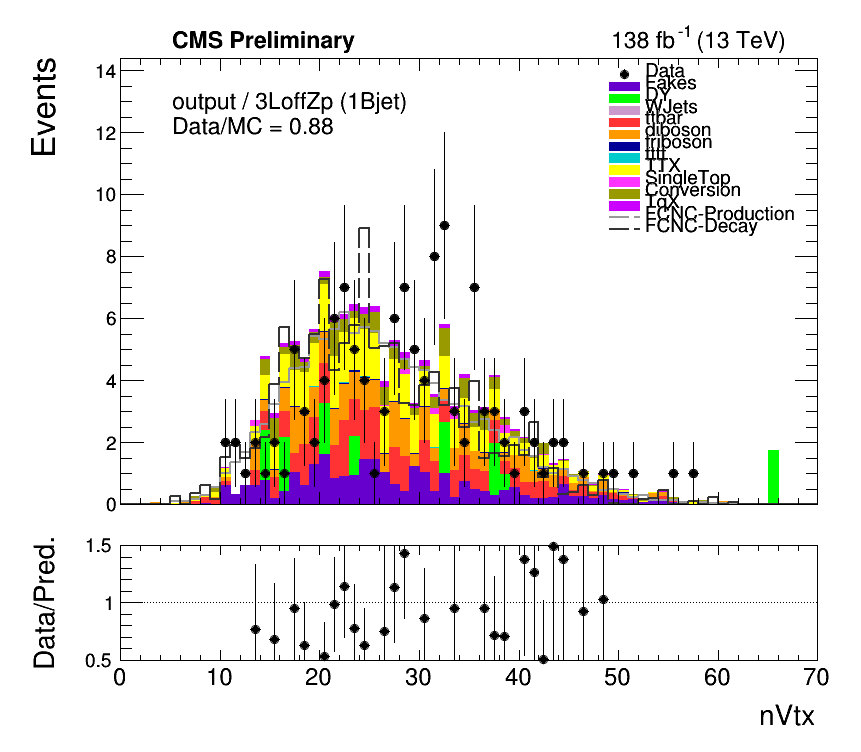 CMS Preliminary 138 fb-1 (13 TeV)
Events
output / 3LoffZp (1Bjet)
Data/MC = 0.88
Data
Fakes
DY
WJets
ttbar
diboson
triboson
tttt
TTX
SingleTop
Conversion
TqX
FCNC-Production
FCNC-Decay
14
12
10
8
6
4
2
0
Data/Pred.
1.5
1
0.5
0 10 20 30 40 50 60 70
nVtx